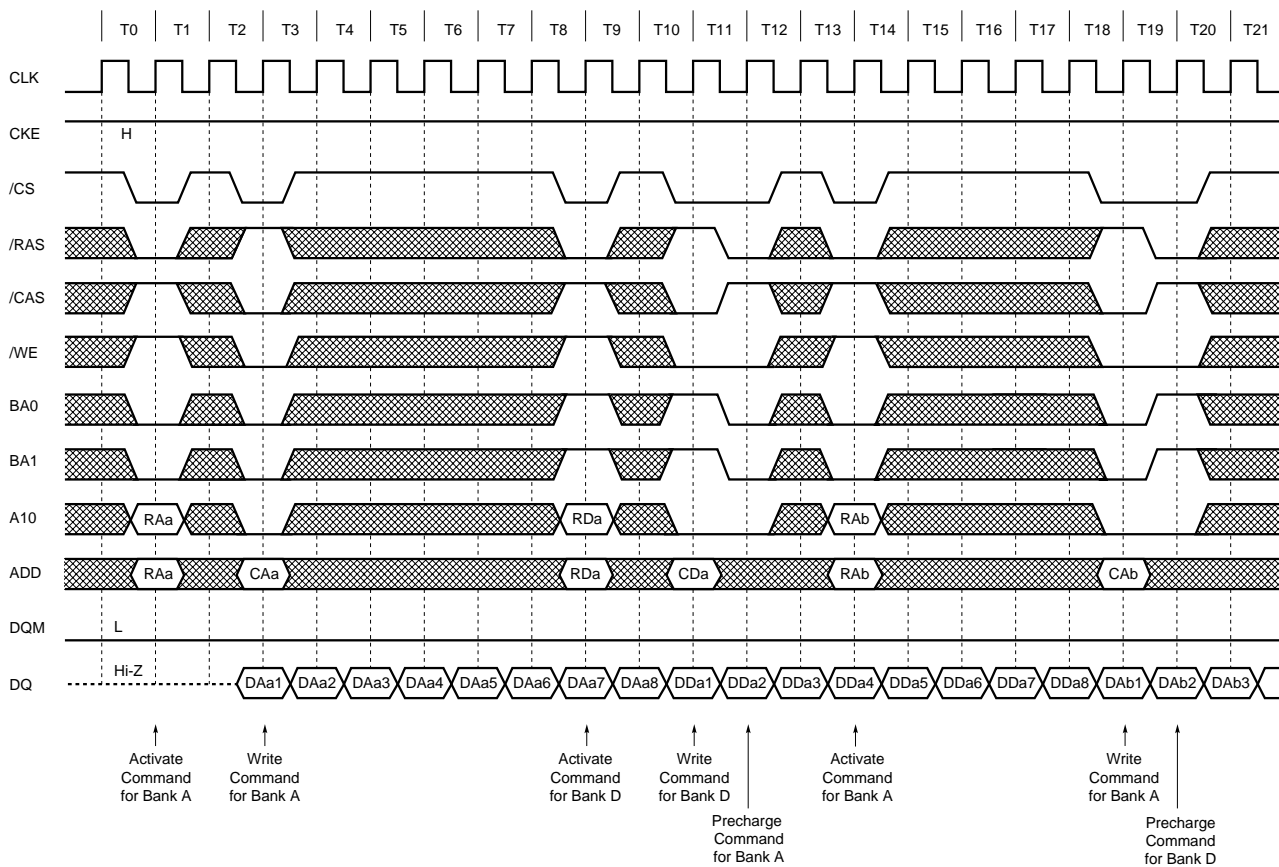 T0 T1 T2 T3 T4 T5 T6 T7 T8 T9 T10 T11 T12 T13 T14 T15 T16 T17 T18 T19 T20 T21
CLK
CKE H
/CS
/RAS
/CAS
/WE
BA0
BA1
A10 RAa RDa RAb
ADD RAa CAa RDa CDa RAb CAb
DQM L
DQ Hi-Z DAa1 DAa2 DAa3 DAa4 DAa5 DAa6 DAa7 DAa8 DDa1 DDa2 DDa3 DDa4 DDa5 DDa6 DDa7 DDa8 DAb1 DAb2 DAb3
Activate
Command
for Bank A
Write
Command
for Bank A
Activate
Command
for Bank D
Write
Command
for Bank D
Precharge
Command
for Bank A
Activate
Command
for Bank A
Write
Command
for Bank A
Precharge
Command
for Bank D